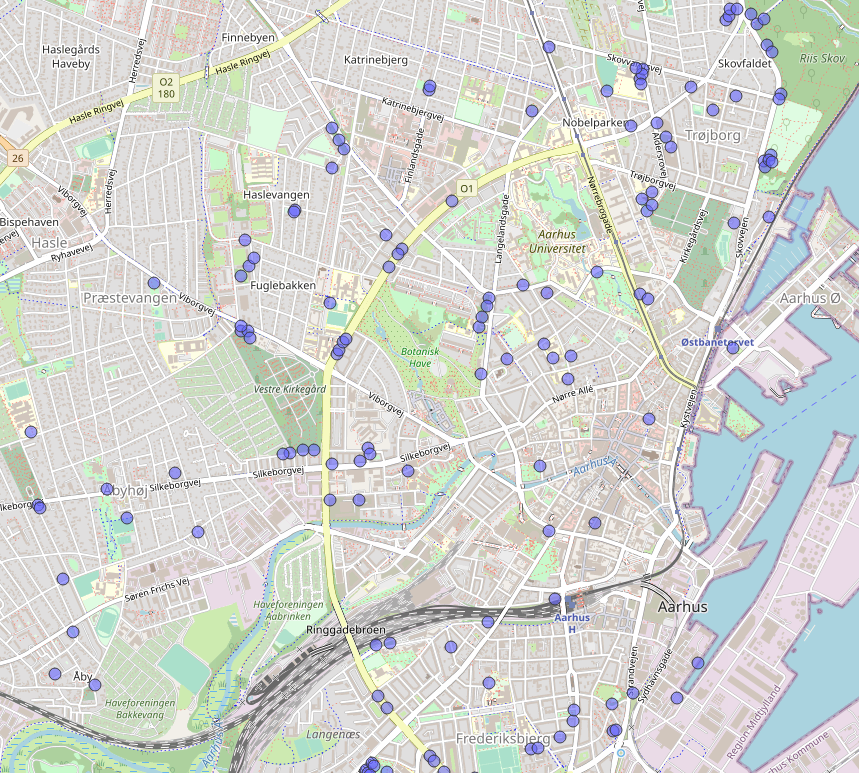 Finnebyen
Haslegårds
Haveby
Herredsvej
Hasle Ringvej
Katrinebjerg
O2
180
Hasle Ringvej
Skovfaldet
Riis Skov
Katrinebjergvej
Nobelparken
Trøjborg
Aldersrovej
26
Finlandsgade
Trøjborgvej
Viborgvej
Herredsvej
O1
Haslevangen
Langelandsgade
Nørrebrogade
Bispehaven
Hasle
Aarhus
Universitet
Kirkegårdsvej
Skovvejen
Ryhavevej
Fuglebakken
Præstevangen
Viborgvej
Aarhus Ø
Østbanetorvet
Botanisk
Have
Vestre Kirkegård
Viborgvej
Nørre Allé
Kystvejen
Silkeborgvej
Silkeborgvej
Aarhus Å
Åbyhøj
Silkeborgvej
Søren Frichs Vej
Haveforeningen
Aabrinken
Aarhus
Aarhus
H
Ringgadebroen
Åby
Sydhavnsgade
Haveforeningen
Bakkevang
Langenæs
Frederiksbjerg
Region Midtjylland
Aarhus Å